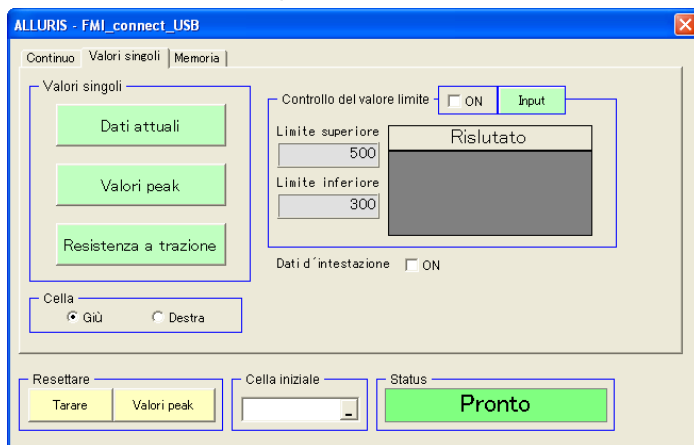 ALLURIS - FMI_connect_USB
Continuo Valori singoli Memoria
Valori singoli
Dati attuali
Valori peak
Resistenza a trazione
Controllo del valore limite ON Input
Limite superiore
500
Limite inferiore
300
Rislutato
Dati d´intestazione ON
Cella
Giù Destra
Resettare
Tarare Valori peak
Cella iniziale
Status
Pronto